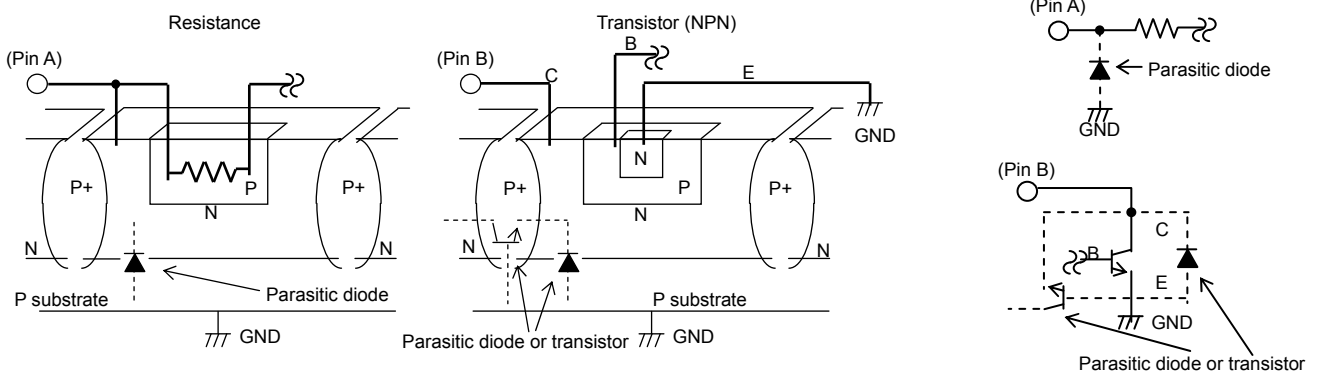 Resistance
(Pin A)
P+
P
P+
N
N
N
P substrate
Parasitic diode
GND
Transistor (NPN)
(Pin B)
C
B
E
GND
P+
N
P
P+
N
N
N
P substrate
Parasitic diode or transistor
GND
(Pin A)
Parasitic diode
GND
(Pin B)
C
B
E
GND
Parasitic diode or transistor